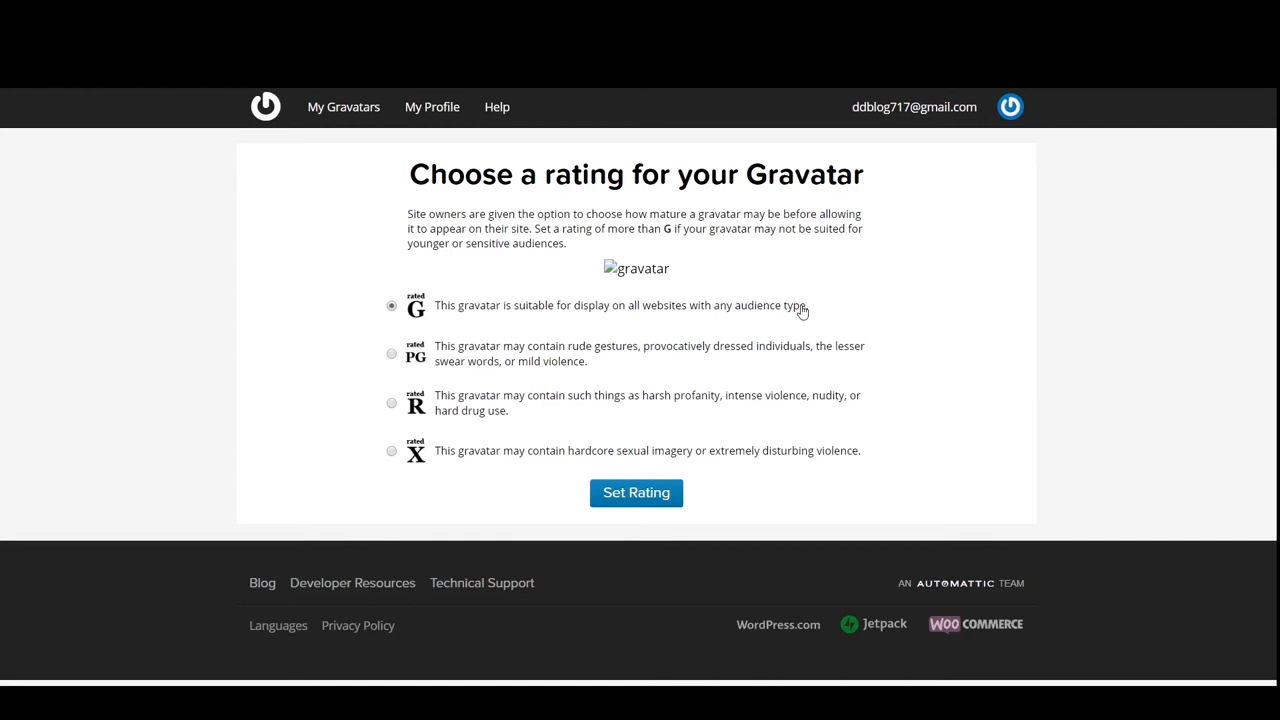 My Gravatars My Profile Help ddblog717@gmail.com
Choose a rating for your Gravatar
Site owners are given the option to choose how mature a gravatar may be before allowing
it to appear on their site. Set a rating of more than G if your gravatar may not be suited for
younger or sensitive audiences.
gravatar
rated
G This gravatar is suitable for display on all websites with any audience type.
rated
PG This gravatar may contain rude gestures, provocatively dressed individuals, the lesser
swear words, or mild violence.
rated
R This gravatar may contain such things as harsh profanity, intense violence, nudity, or
hard drug use.
rated
X This gravatar may contain hardcore sexual imagery or extremely disturbing violence.
Set Rating
Blog Developer Resources Technical Support AN AUTOMATTIC TEAM
Languages Privacy Policy WordPress.com Jetpack WOO COMMERCE